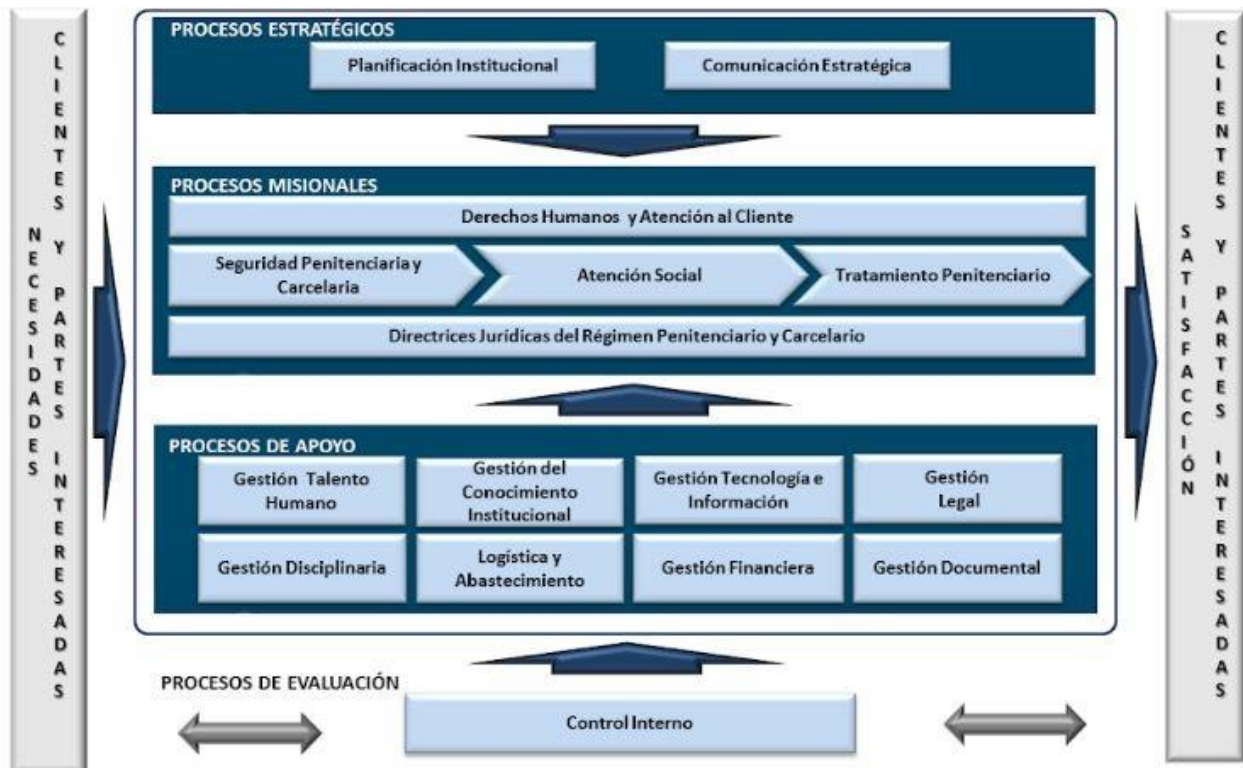 CLIENTES Y PARTES INTERESADAS
NECESIDADES
PROCESOS ESTRATÉGICOS
Planificación Institucional
Comunicación Estratégica
PROCESOS MISIONALES
Derechos Humanos y Atención al Cliente
Seguridad Penitenciaria y
Carcelaria
Atención Social
Tratamiento Penitenciario
Directrices Jurídicas del Régimen Penitenciario y Carcelario
PROCESOS DE APOYO
Gestión Talento
Humano
Gestión del
Conocimiento
Institucional
Gestión Tecnología e
Información
Gestión
Legal
Gestión Disciplinaria
Logística y
Abastecimiento
Gestión Financiera
Gestión Documental
PROCESOS DE EVALUACIÓN
Control Interno
SATISFACCIÓN
CLIENTES Y PARTES INTERESADAS